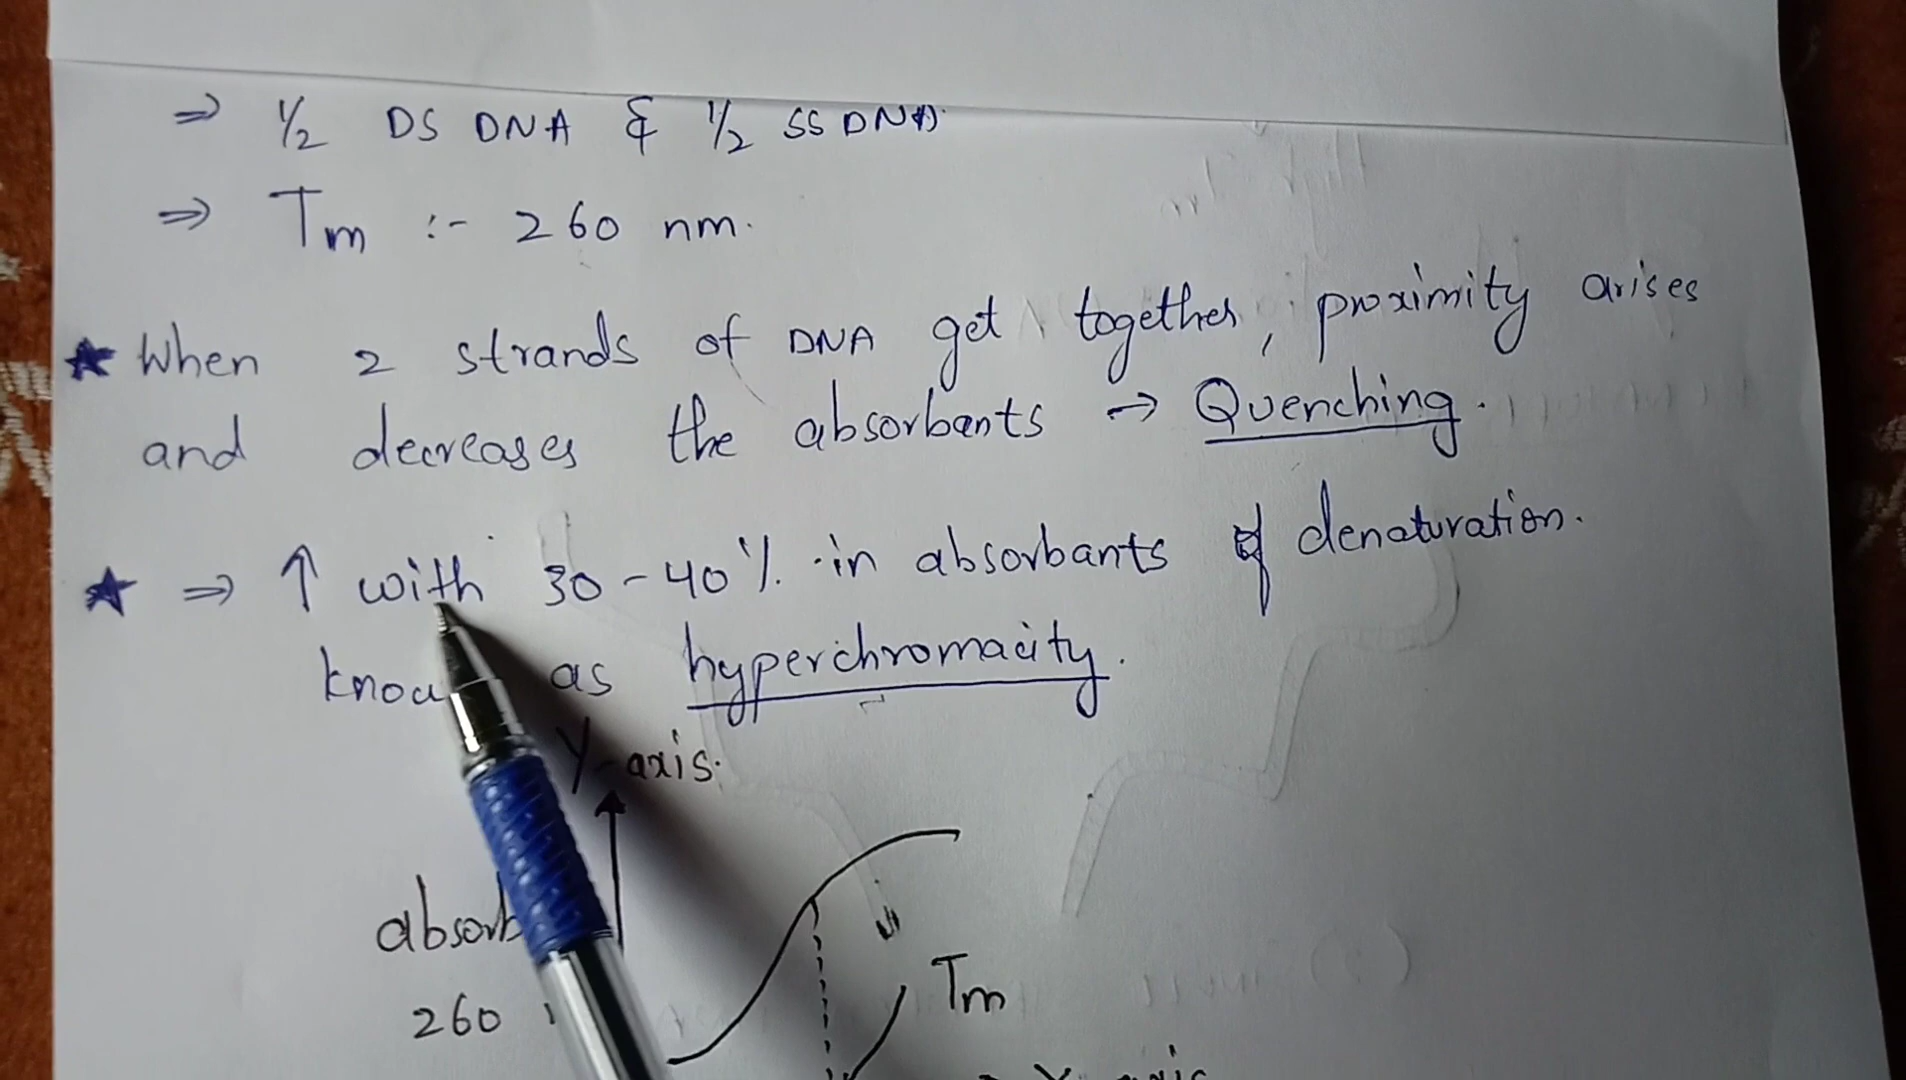 ⇒ 1/2 DS DNA & 1/2 SS DNA.
⇒ Tm :- 260 nm.
★ When 2 strands of DNA get together, proximity arises
and decreases the absorbants → Quenching.
★ ⇒ ↑ with 30-40% in absorbants of denaturation.
as hyperchromacity.
Y-axis.
260
Tm